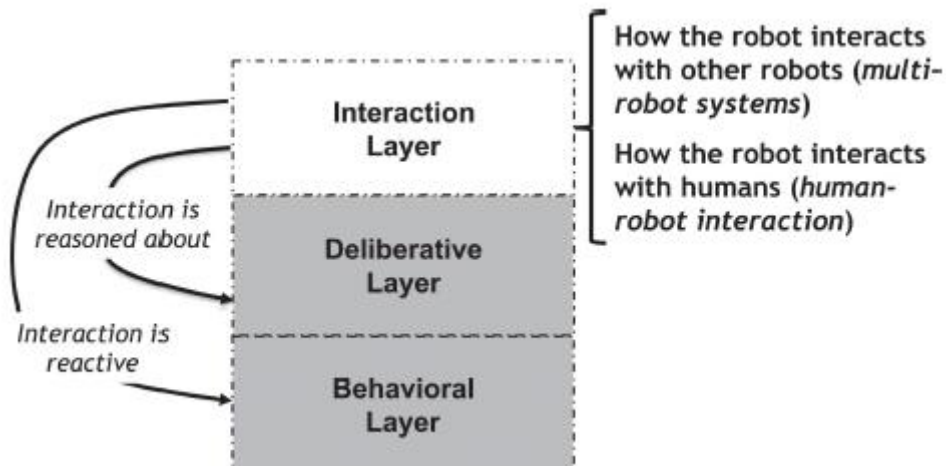 How the robot interacts
with other robots (multi-
robot systems)
How the robot interacts
with humans (human-
robot interaction)
Interaction
Layer
Interaction is
reasoned about
Deliberative
Layer
Interaction is
reactive
Behavioral
Layer